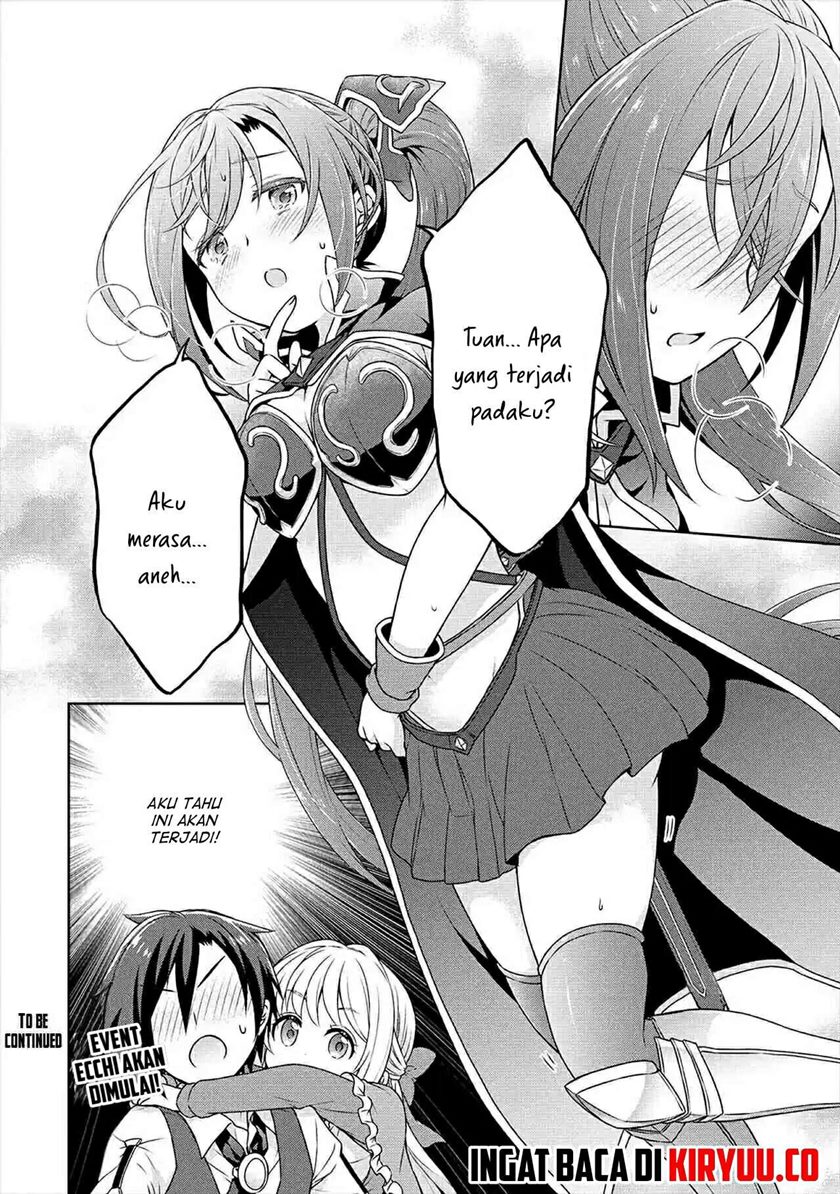 Tuan... Apa
yang terjadi
padaku?
Aku
merasa...
aneh...
AKU TAHU
INI AKAN
TERJADI!
EVENT
ECCHI AKAN
DIMULAI!
TO BE
CONTINUED
INGAT BACA DI KIRYUU.CO